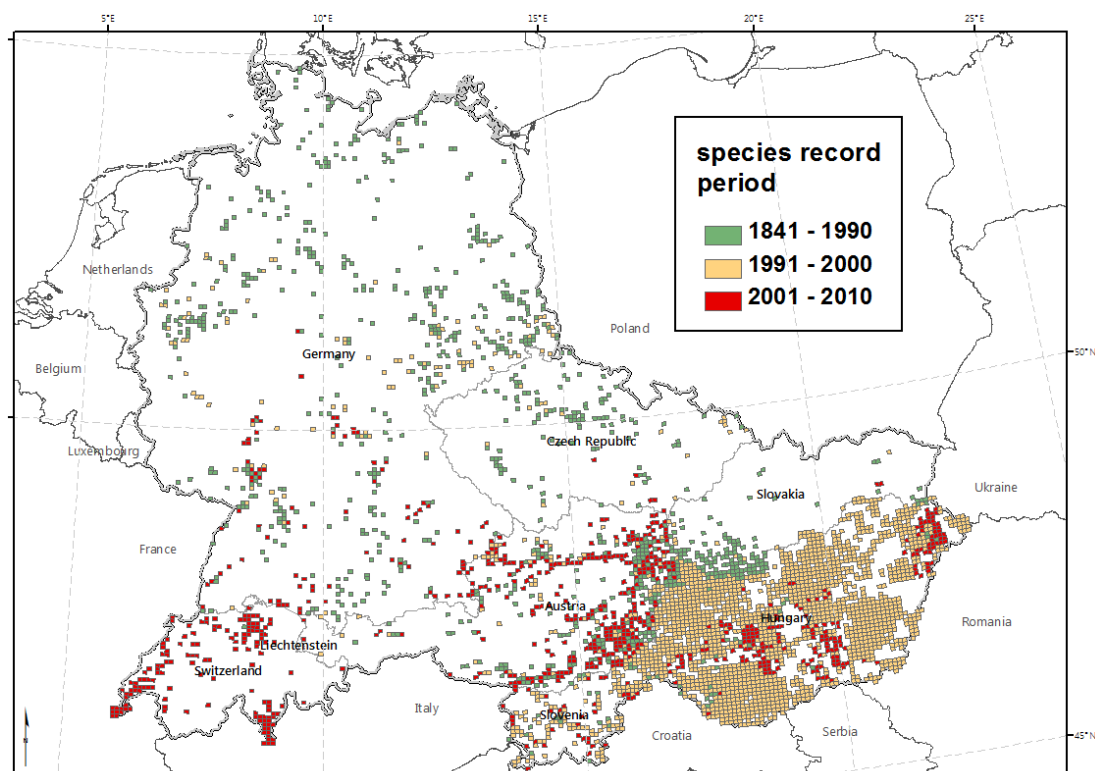 5°E
10°E
15°E
20°E
25°E
species record
period
1841 - 1990
1991 - 2000
2001 - 2010
Netherlands
Poland
Germany
50°N
Belgium
Czech Republic
Luxembourg
Slovakia
Ukraine
France
Austria
Hungary
Romania
Liechtenstein
Switzerland
Italy
Slovenia
Croatia
Serbia
45°N